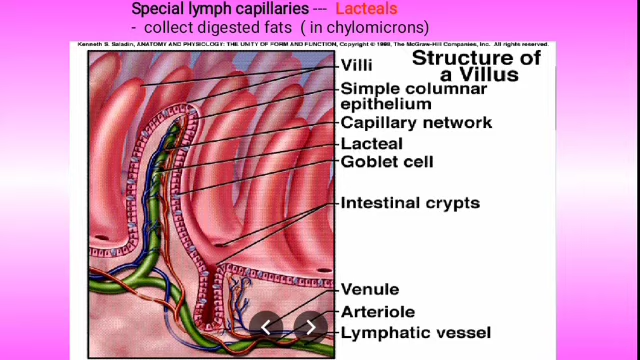 Special lymph capillaries --- Lacteals
- collect digested fats ( in chylomicrons)
Kenneth S. Saladin, ANATOMY AND PHYSIOLOGY: THE UNITY OF FORM AND FUNCTION, Copyright © 1998, The McGraw-Hill Companies, Inc. All rights reserved.
Structure of
a Villus
Villi
Simple columnar
epithelium
Capillary network
Lacteal
Goblet cell
Intestinal crypts
Venule
Arteriole
Lymphatic vessel